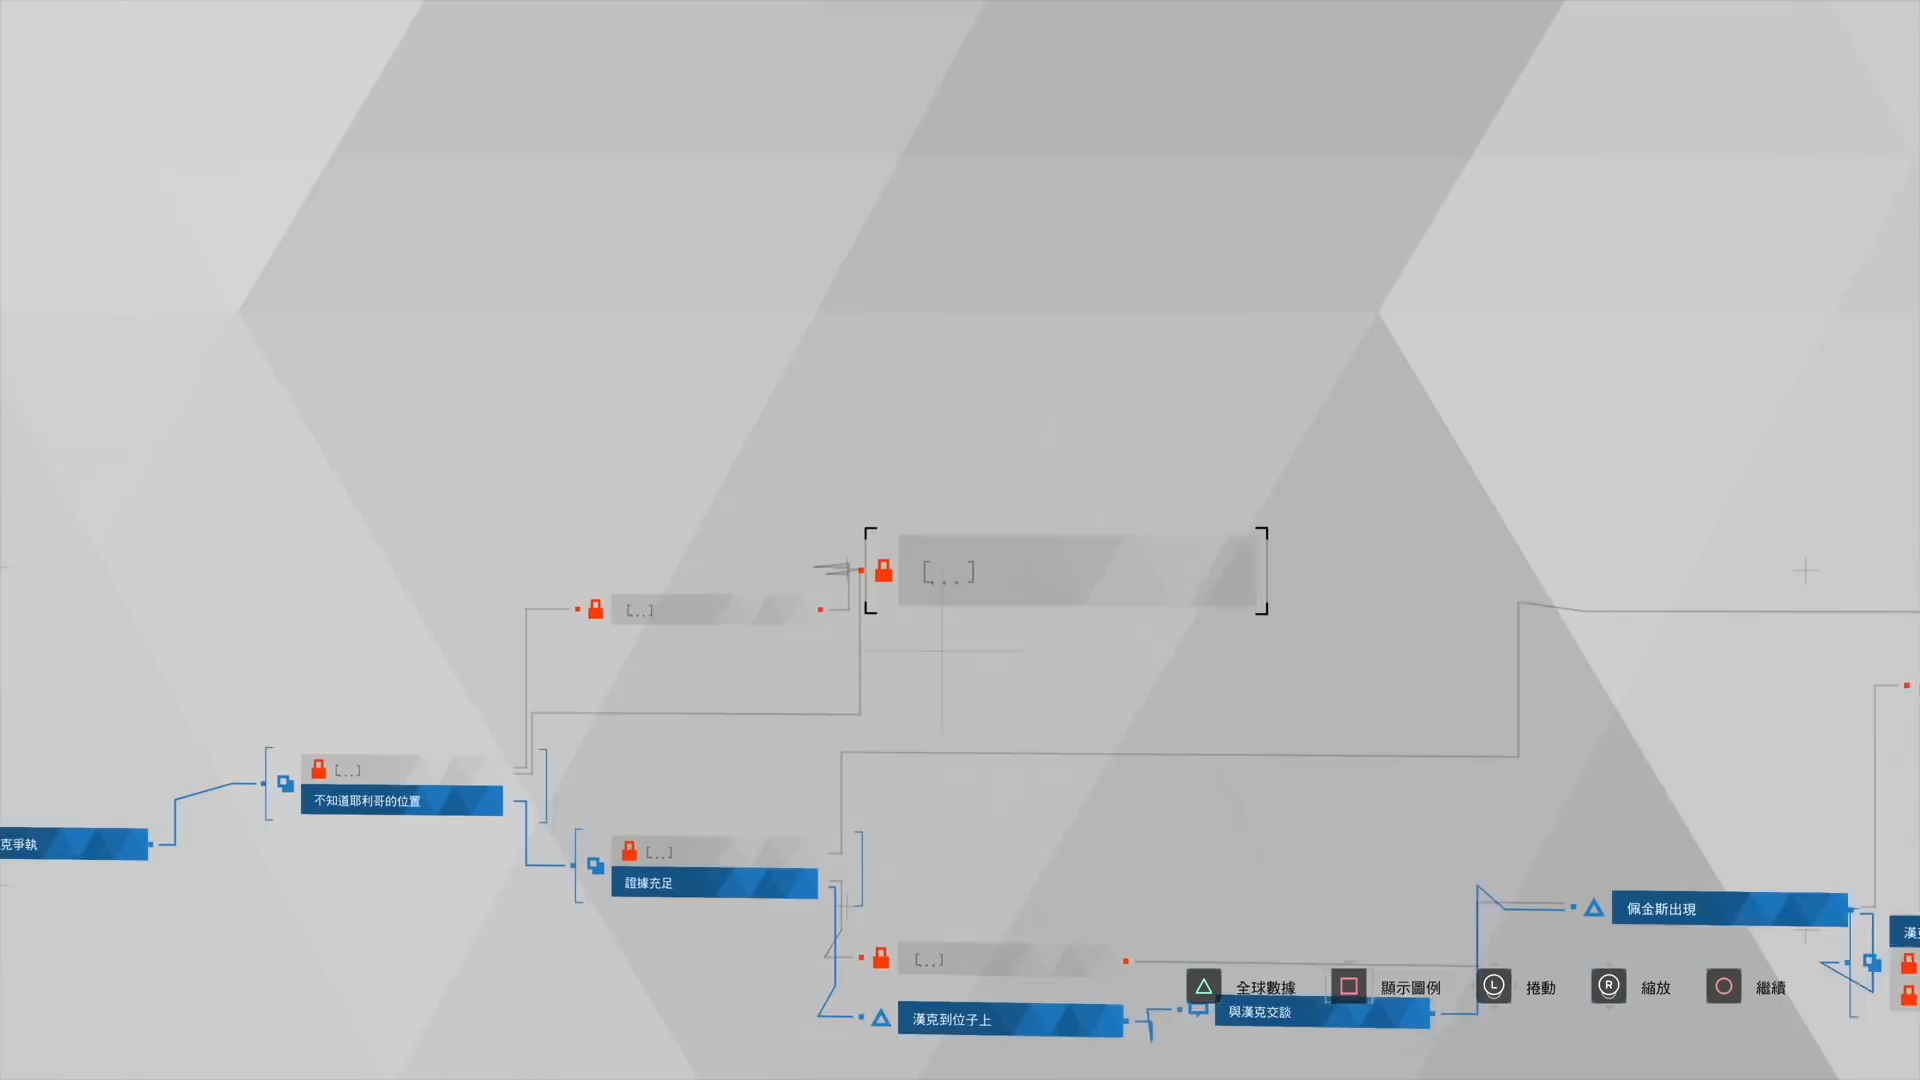 [...]
[...]
[...]
不知道耶利哥的位置
克爭執
[...]
證據充足
佩金斯出現
漢
[...]
全球數據
顯示圖例
L 捲動
R 縮放
繼續
漢克到位子上
與漢克交談